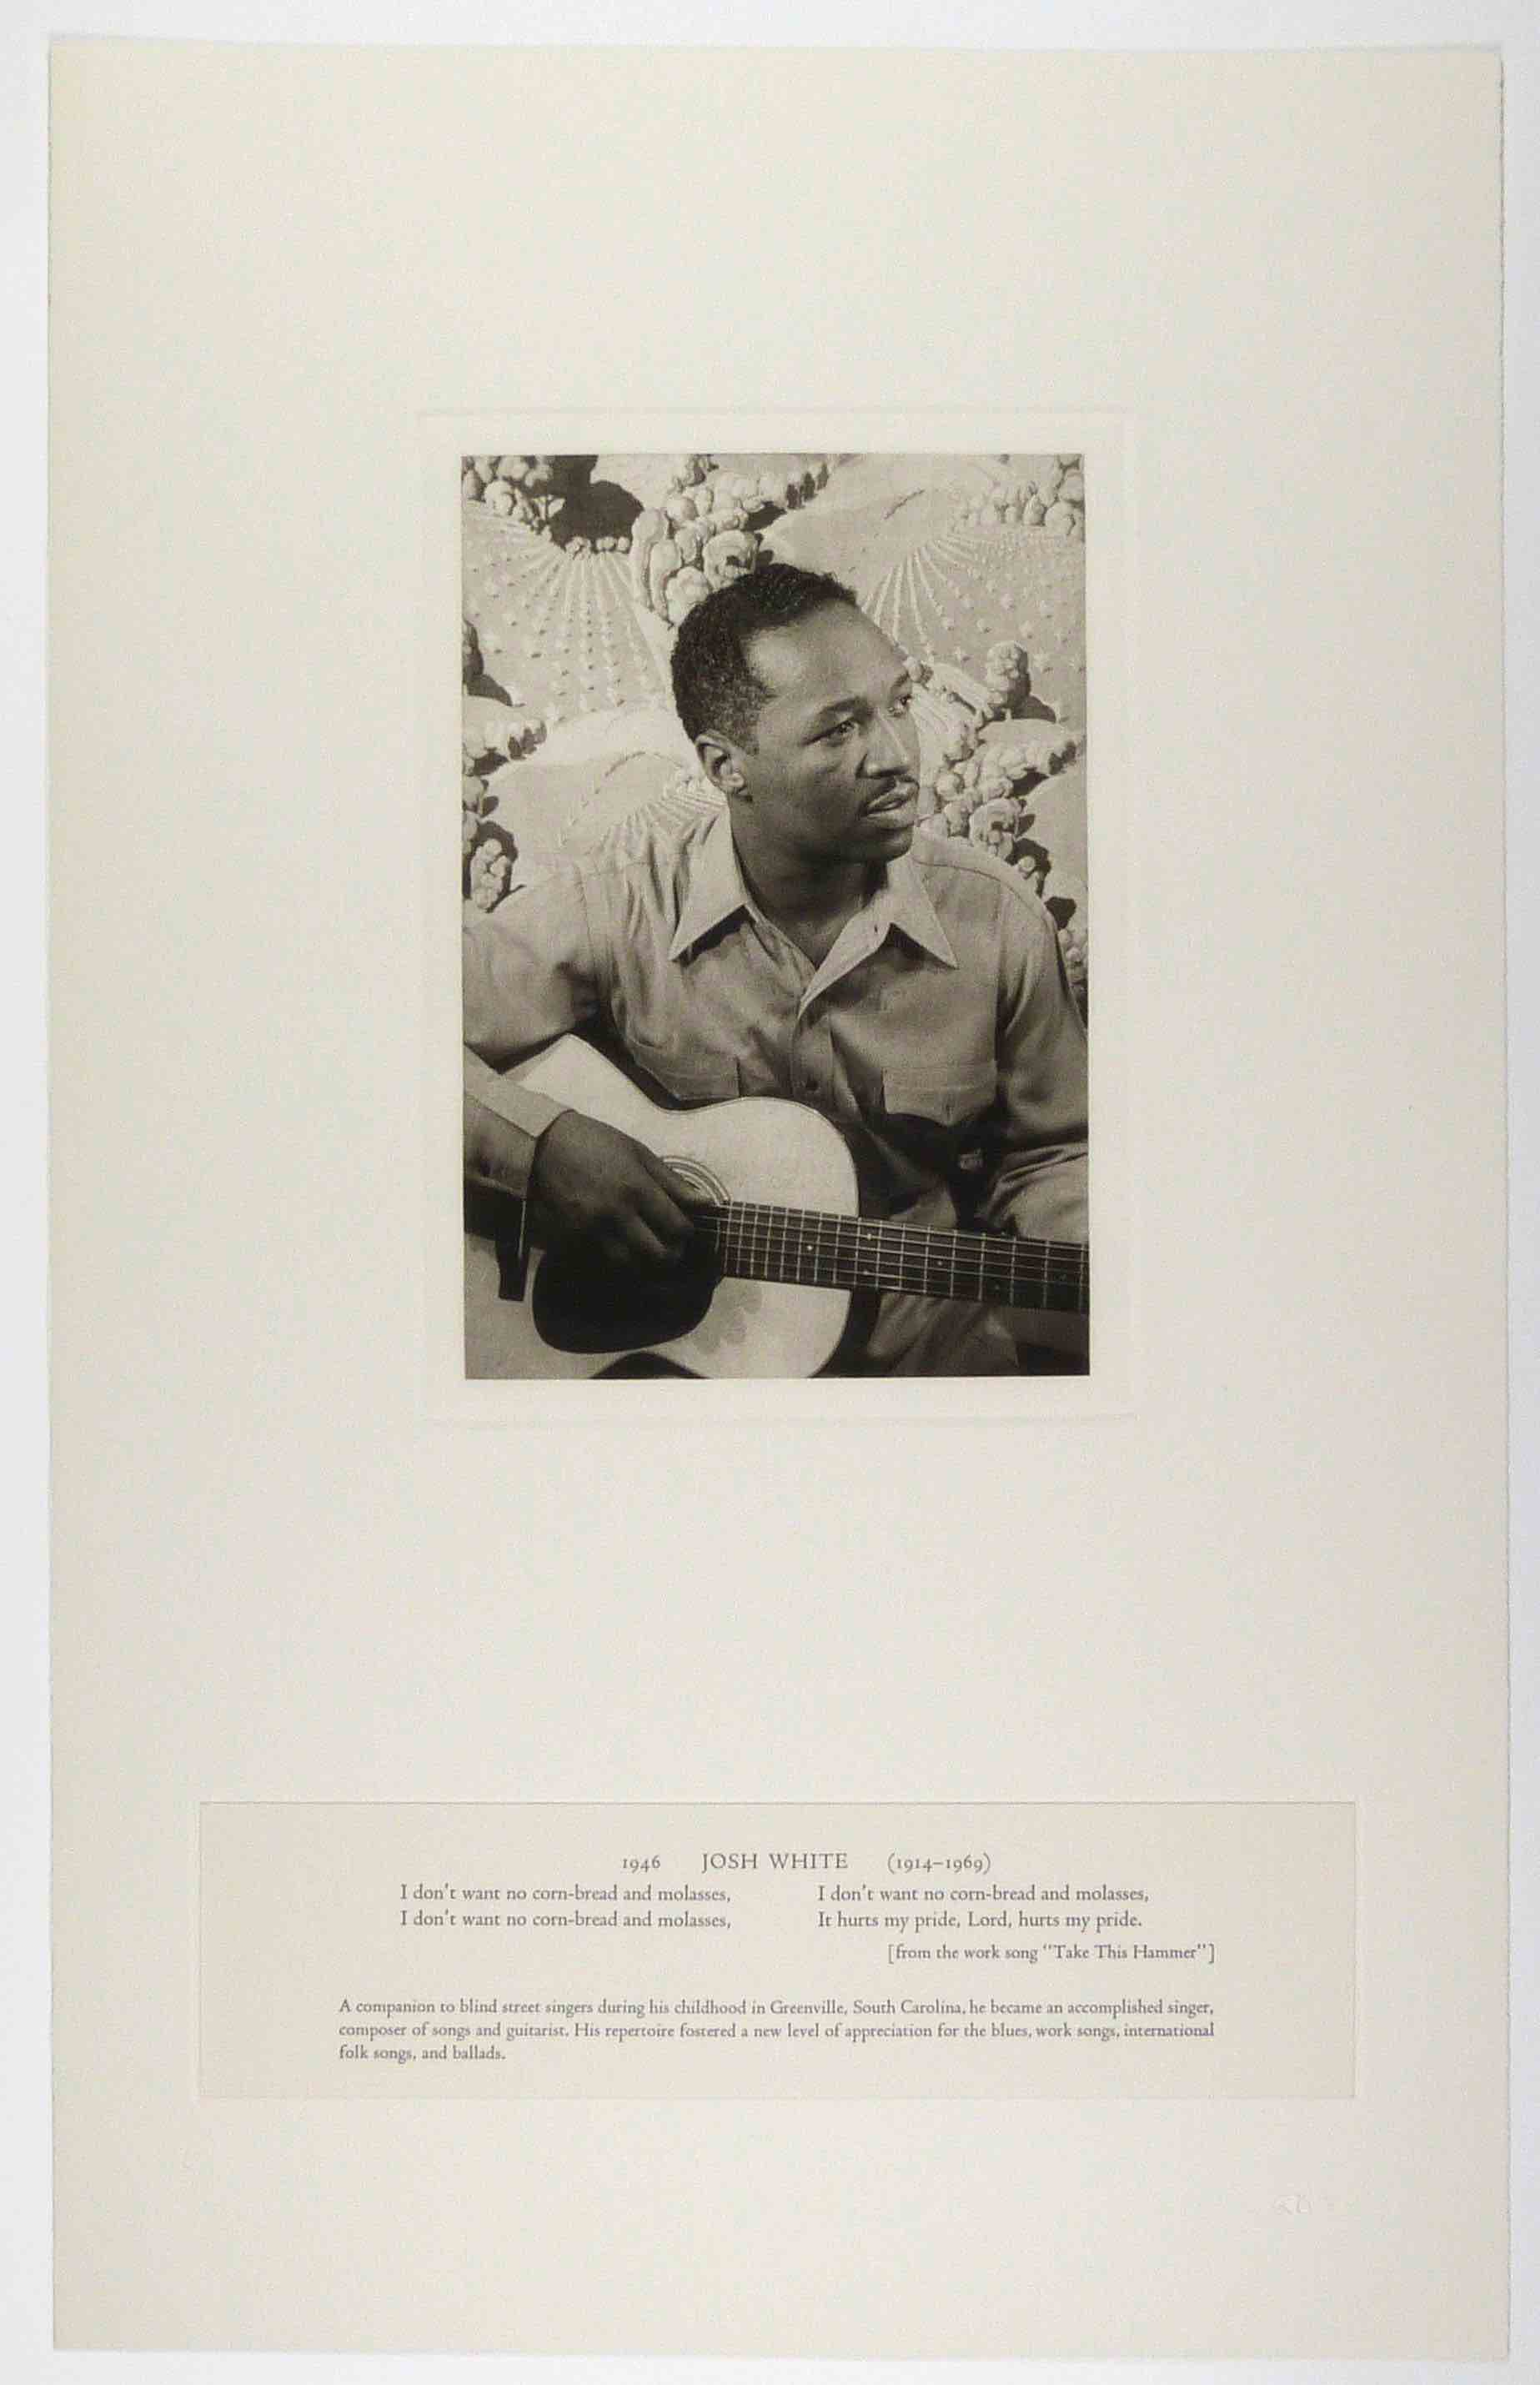 1946 JOSH WHITE (1914–1969)
I don't want no corn-bread and molasses,
I don't want no corn-bread and molasses,
I don't want no corn-bread and molasses,
It hurts my pride, Lord, hurts my pride.
[from the work song "Take This Hammer"]
A companion to blind street singers during his childhood in Greenville, South Carolina, he became an accomplished singer,
composer of songs and guitarist. His repertoire fostered a new level of appreciation for the blues, work songs, international
folk songs, and ballads.